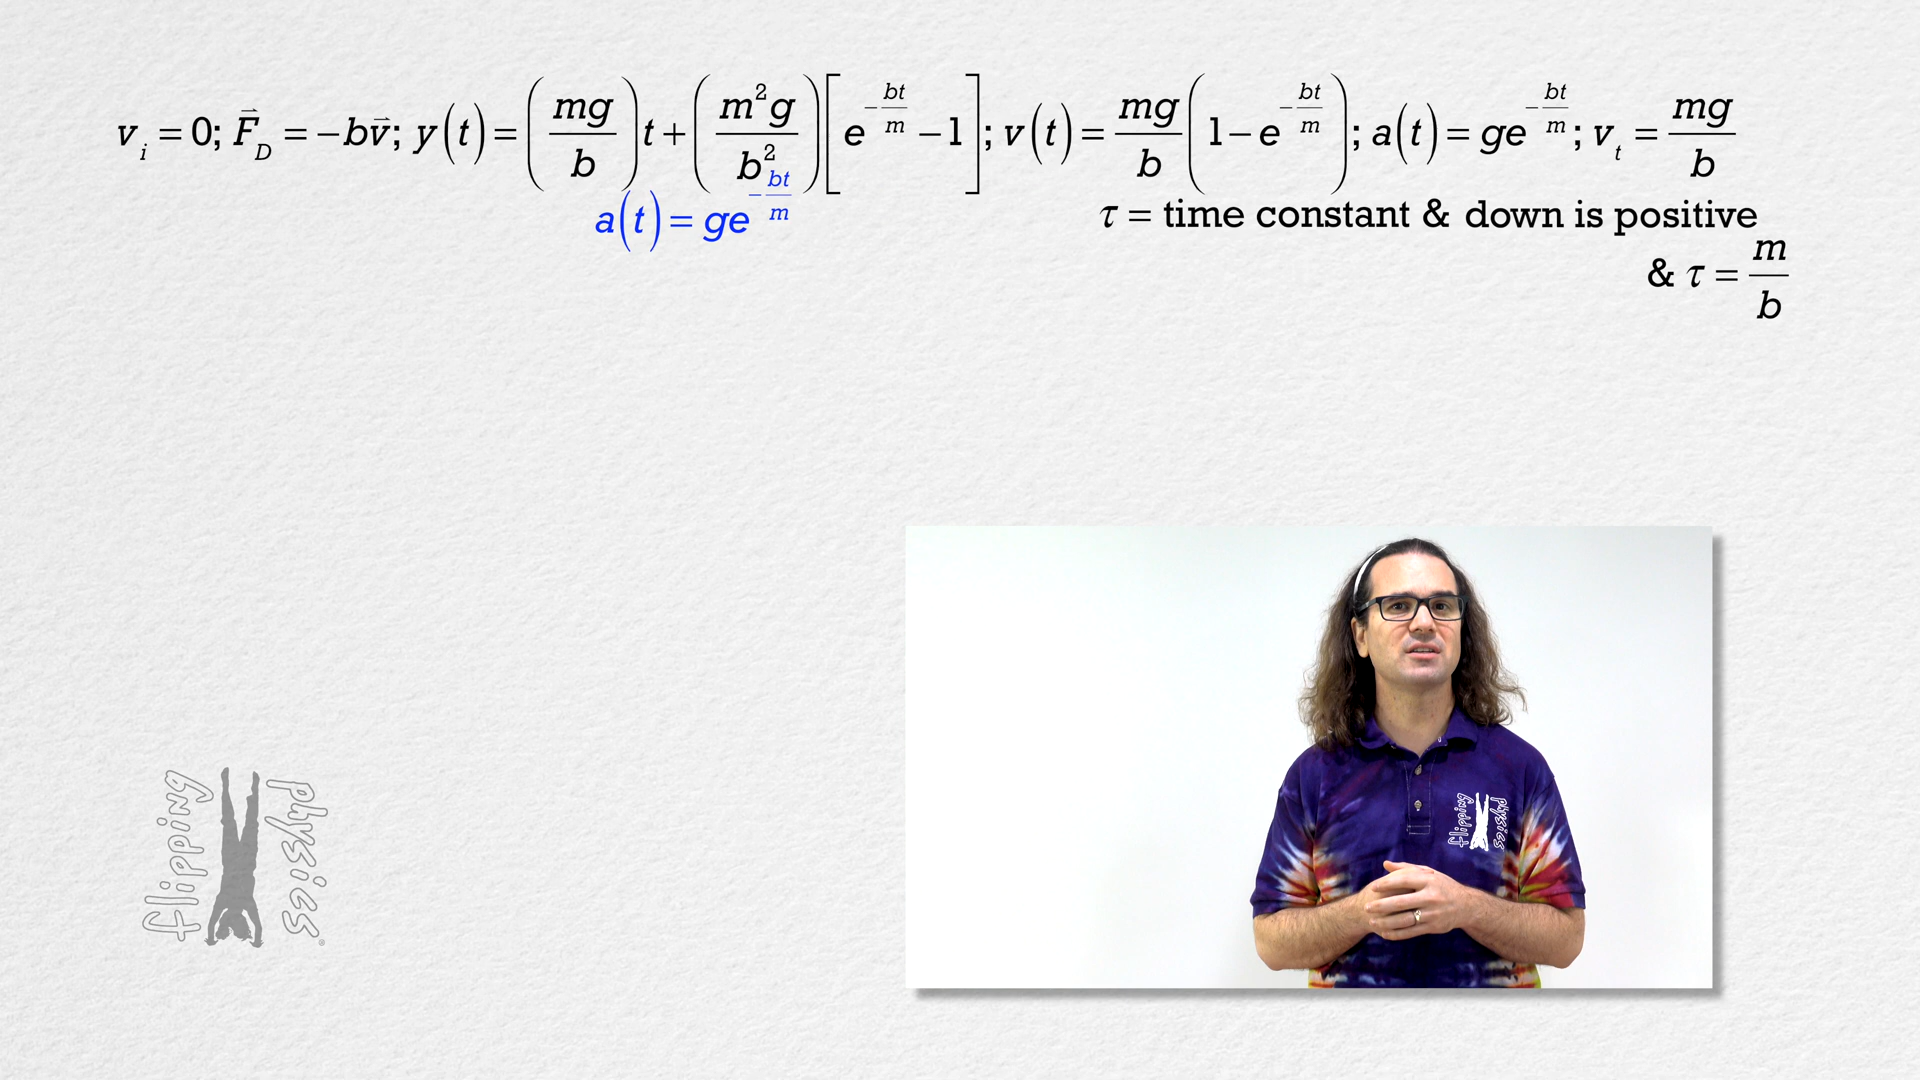 v_i = 0; F⃗_D = −bv⃗; y(t) = (mg/b)t + (m²g/b²)[e^(−bt/m) − 1]; v(t) = mg/b(1 − e^(−bt/m)); a(t) = ge^(−bt/m); v_t = mg/b
a(t) = ge^(−bt/m)
τ = time constant & down is positive
& τ = m/b
flipping physics®
flipping physics